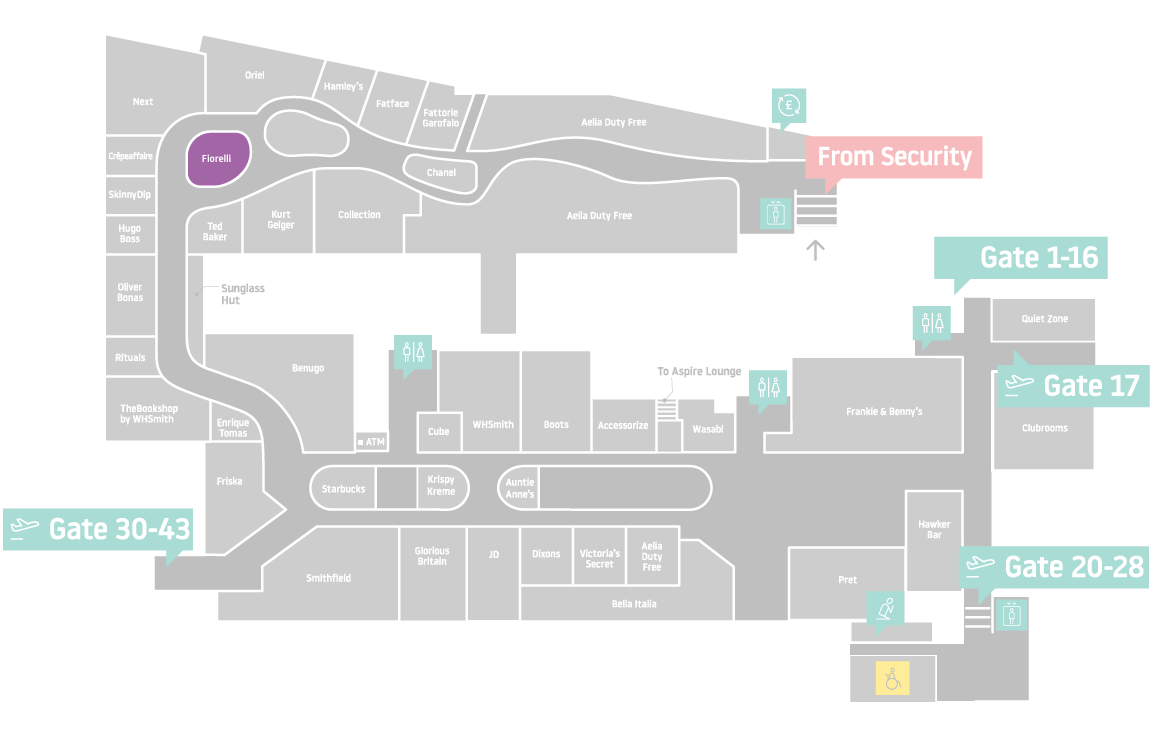 Oriel
Next
Hamley's
Fatface
Fattorie
Garofalo
Aelia Duty Free
£
From Security
Crêpeaffaire
Fiorelli
Chanel
SkinnyDip
Hugo
Boss
Ted
Baker
Kurt
Geiger
Collection
Aelia Duty Free
Gate 1-16
Oliver
Bonas
Sunglass
Hut
Quiet Zone
Rituals
Benugo
To Aspire Lounge
Gate 17
TheBookshop
by WHSmith
Enrique
Tomas
ATM
Cube
WHSmith
Boots
Accessorize
Wasabi
Frankie & Benny's
Clubrooms
Friska
Starbucks
Krispy
Kreme
Auntie
Anne's
Gate 30-43
Hawker
Bar
Smithfield
Glorious
Britain
JD
Dixons
Victoria's
Secret
Aelia
Duty
Free
Pret
Gate 20-28
Bella Italia